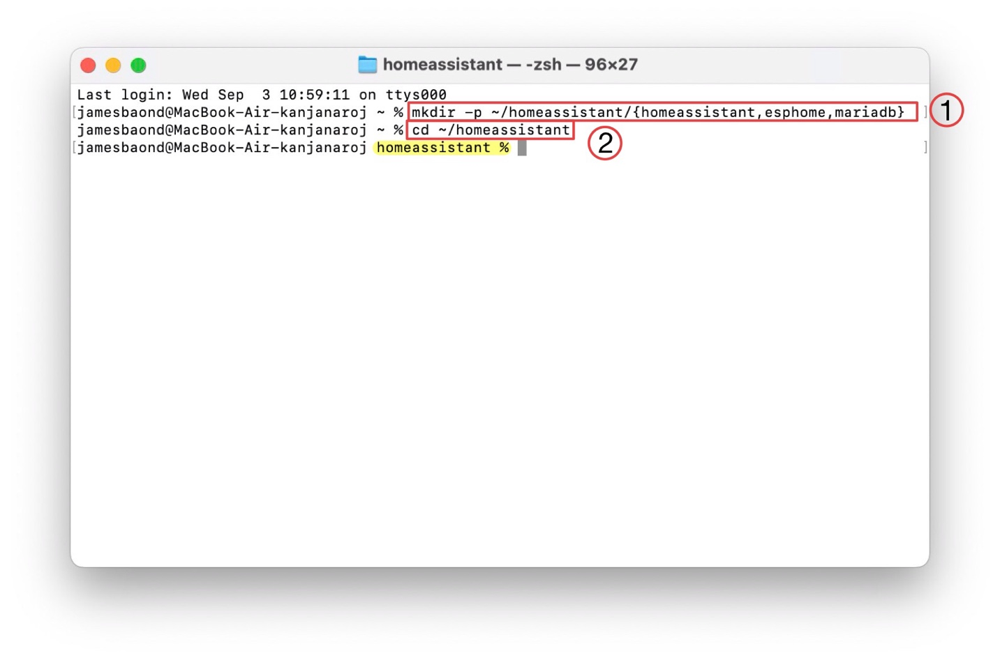 homeassistant — -zsh — 96×27
Last login: Wed Sep  3 10:59:11 on ttys000
[jamesbaond@MacBook-Air-kanjanaroj ~ % mkdir -p ~/homeassistant/{homeassistant,esphome,mariadb} ] 1
jamesbaond@MacBook-Air-kanjanaroj ~ % cd ~/homeassistant 2
[jamesbaond@MacBook-Air-kanjanaroj homeassistant % ]